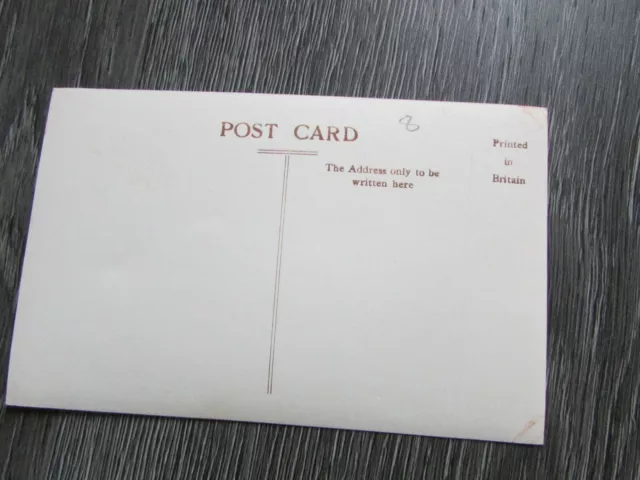 POST CARD
8
The Address only to be
written here
Printed
in
Britain